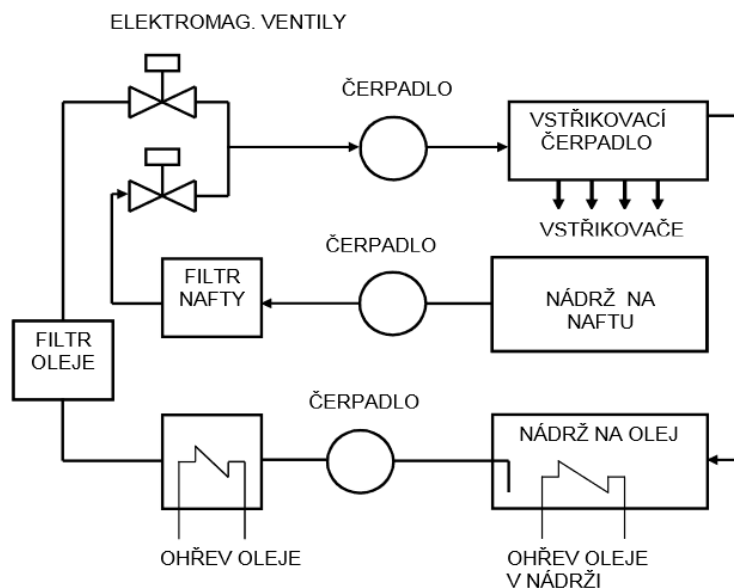 ELEKTROMAG. VENTILY
ČERPADLO
VSTŘIKOVACÍ
ČERPADLO
VSTŘIKOVAČE
ČERPADLO
FILTR
NAFTY
NÁDRŽ NA
NAFTU
FILTR
OLEJE
ČERPADLO
NÁDRŽ NA OLEJ
OHŘEV OLEJE
OHŘEV OLEJE
V NÁDRŽI